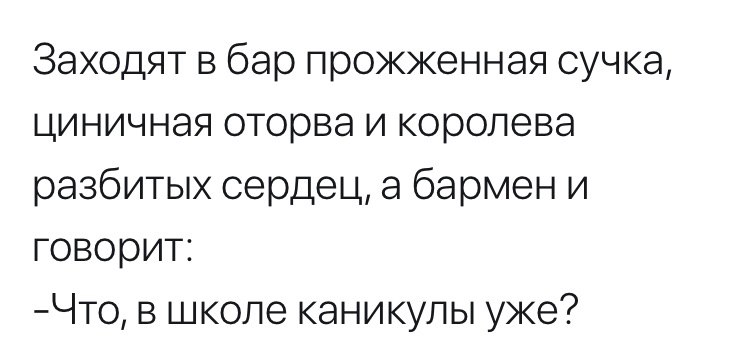 Заходят в бар прожженная сучка,
циничная оторва и королева
разбитых сердец, а бармен и
говорит:
-Что, в школе каникулы уже?